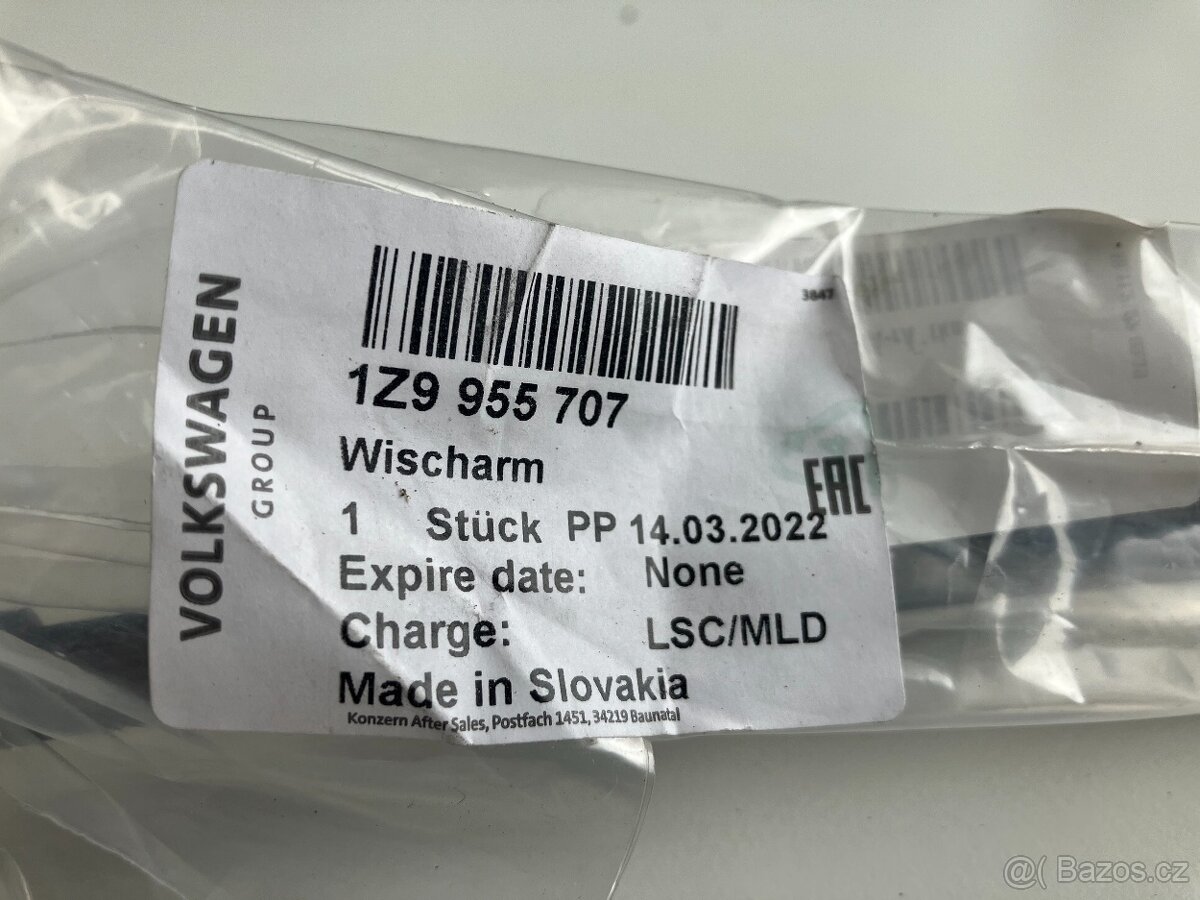 VOLKSWAGEN
GROUP
3847
1Z9 955 707
Wischarm
EAC
1 Stück PP 14.03.2022
Expire date: None
Charge: LSC/MLD
Made in Slovakia
Konzern After Sales, Postfach 1451, 34219 Baunatal
@( Bazos.cz